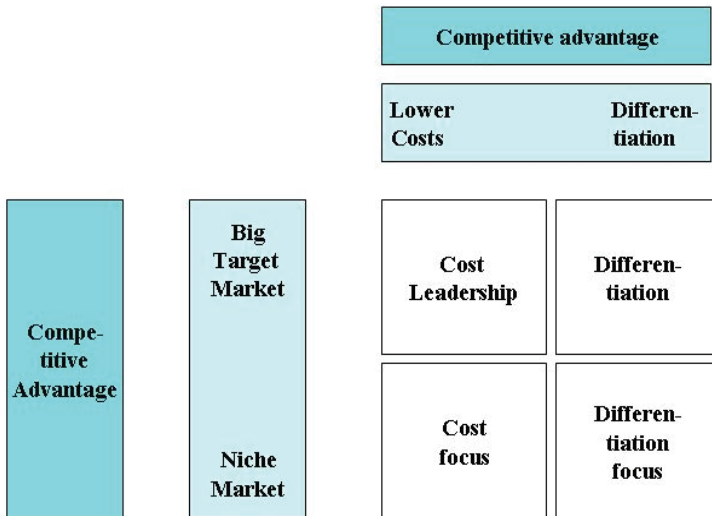 Competitive advantage
Lower
Costs
Differen-
tiation
Compe-
titive
Advantage
Big
Target
Market
Niche
Market
Cost
Leadership
Differen-
tiation
Cost
focus
Differen-
tiation
focus